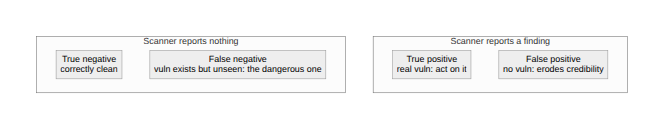 Scanner reports nothing
True negative
correctly clean
False negative
vuln exists but unseen: the dangerous one
Scanner reports a finding
True positive
real vuln: act on it
False positive
no vuln: erodes credibility